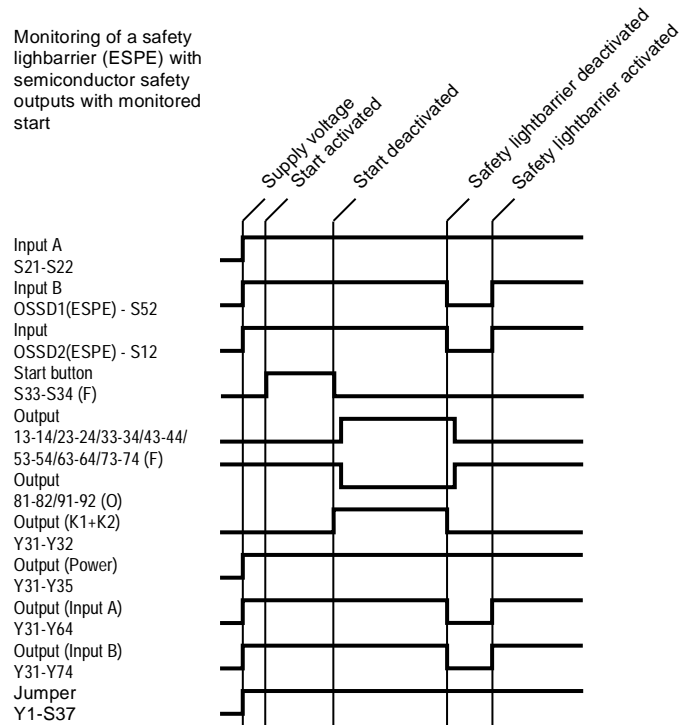 Monitoring of a safety
lighbarrier (ESPE) with
semiconductor safety
outputs with monitored
start
Supply voltage
Start activated
Start deactivated
Safety lightbarrier deactivated
Safety lightbarrier activated
Input A
S21-S22
Input B
OSSD1(ESPE) - S52
Input
OSSD2(ESPE) - S12
Start button
S33-S34 (F)
Output
13-14/23-24/33-34/43-44/
53-54/63-64/73-74 (F)
Output
81-82/91-92 (O)
Output (K1+K2)
Y31-Y32
Output (Power)
Y31-Y35
Output (Input A)
Y31-Y64
Output (Input B)
Y31-Y74
Jumper
Y1-S37